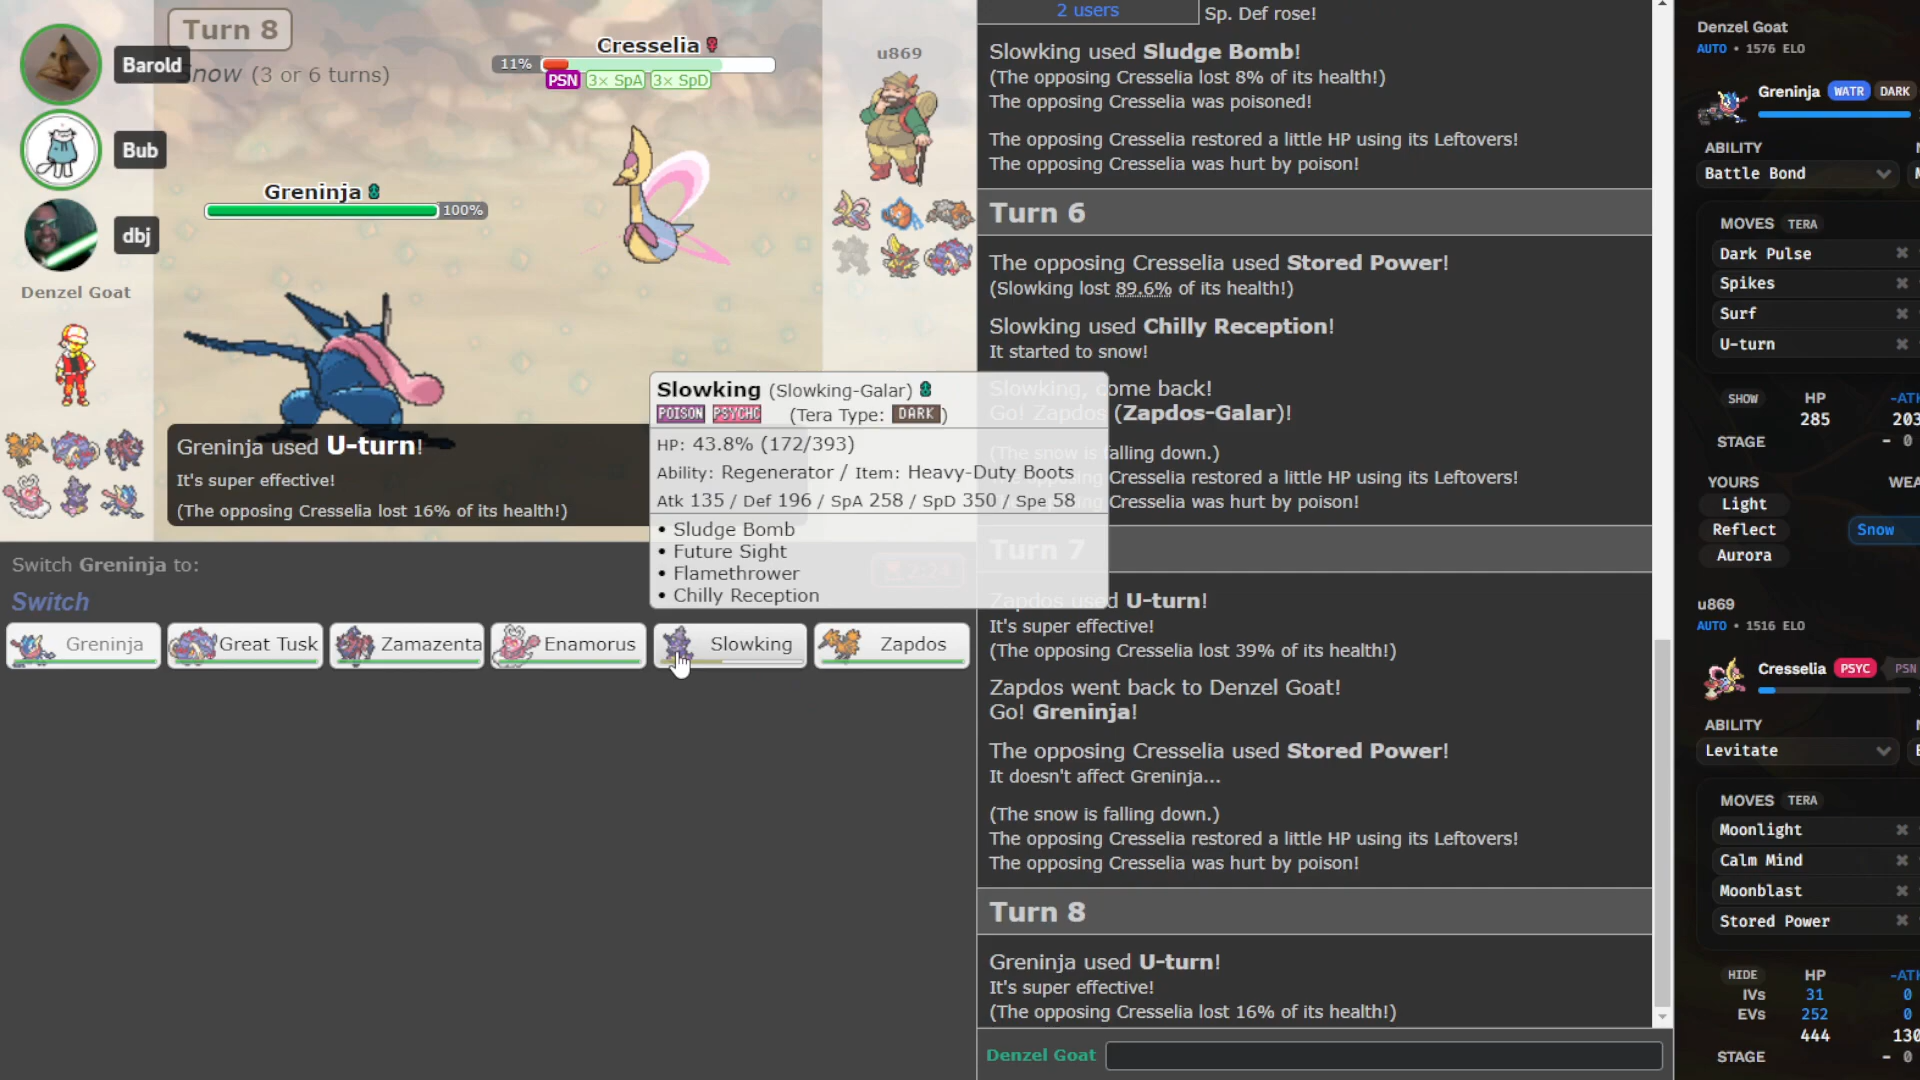 Turn 8
Snow (3 or 6 turns)
Barold
Bub
dbj
Denzel Goat
Cresselia
11%
PSN 3× SpA 3× SpD
u869
Greninja
100%
Greninja used U-turn!
It's super effective!
(The opposing Cresselia lost 16% of its health!)
Slowking (Slowking-Galar)
POISON PSYCHC (Tera Type: DARK)
HP: 43.8% (172/393)
Ability: Regenerator / Item: Heavy-Duty Boots
Atk 135 / Def 196 / SpA 258 / SpD 350 / Spe 58
• Sludge Bomb
• Future Sight
• Flamethrower
• Chilly Reception
Switch Greninja to:
Switch
Greninja
Great Tusk
Zamazenta
Enamorus
Slowking
Zapdos
2 users
Sp. Def rose!
Slowking used Sludge Bomb!
(The opposing Cresselia lost 8% of its health!)
The opposing Cresselia was poisoned!
The opposing Cresselia restored a little HP using its Leftovers!
The opposing Cresselia was hurt by poison!
Turn 6
The opposing Cresselia used Stored Power!
(Slowking lost 89.6% of its health!)
Slowking used Chilly Reception!
It started to snow!
Slowking, come back!
Go! Zapdos (Zapdos-Galar)!
(The snow is falling down.)
Cresselia restored a little HP using its Leftovers!
Cresselia was hurt by poison!
Turn 7
Zapdos used U-turn!
It's super effective!
(The opposing Cresselia lost 39% of its health!)
Zapdos went back to Denzel Goat!
Go! Greninja!
The opposing Cresselia used Stored Power!
It doesn't affect Greninja...
(The snow is falling down.)
The opposing Cresselia restored a little HP using its Leftovers!
The opposing Cresselia was hurt by poison!
Turn 8
Greninja used U-turn!
It's super effective!
(The opposing Cresselia lost 16% of its health!)
Denzel Goat
Denzel Goat
AUTO • 1576 ELO
Greninja WATR DARK
ABILITY
Battle Bond
MOVES TERA
Dark Pulse
Spikes
Surf
U-turn
SHOW HP -ATK
285 203
STAGE - 0
YOURS WEA
Light
Reflect Snow
Aurora
u869
AUTO • 1516 ELO
Cresselia PSYC PSN
ABILITY
Levitate
MOVES TERA
Moonlight
Calm Mind
Moonblast
Stored Power
HIDE HP -ATK
IVs 31 0
EVs 252 0
444 130
STAGE - 0